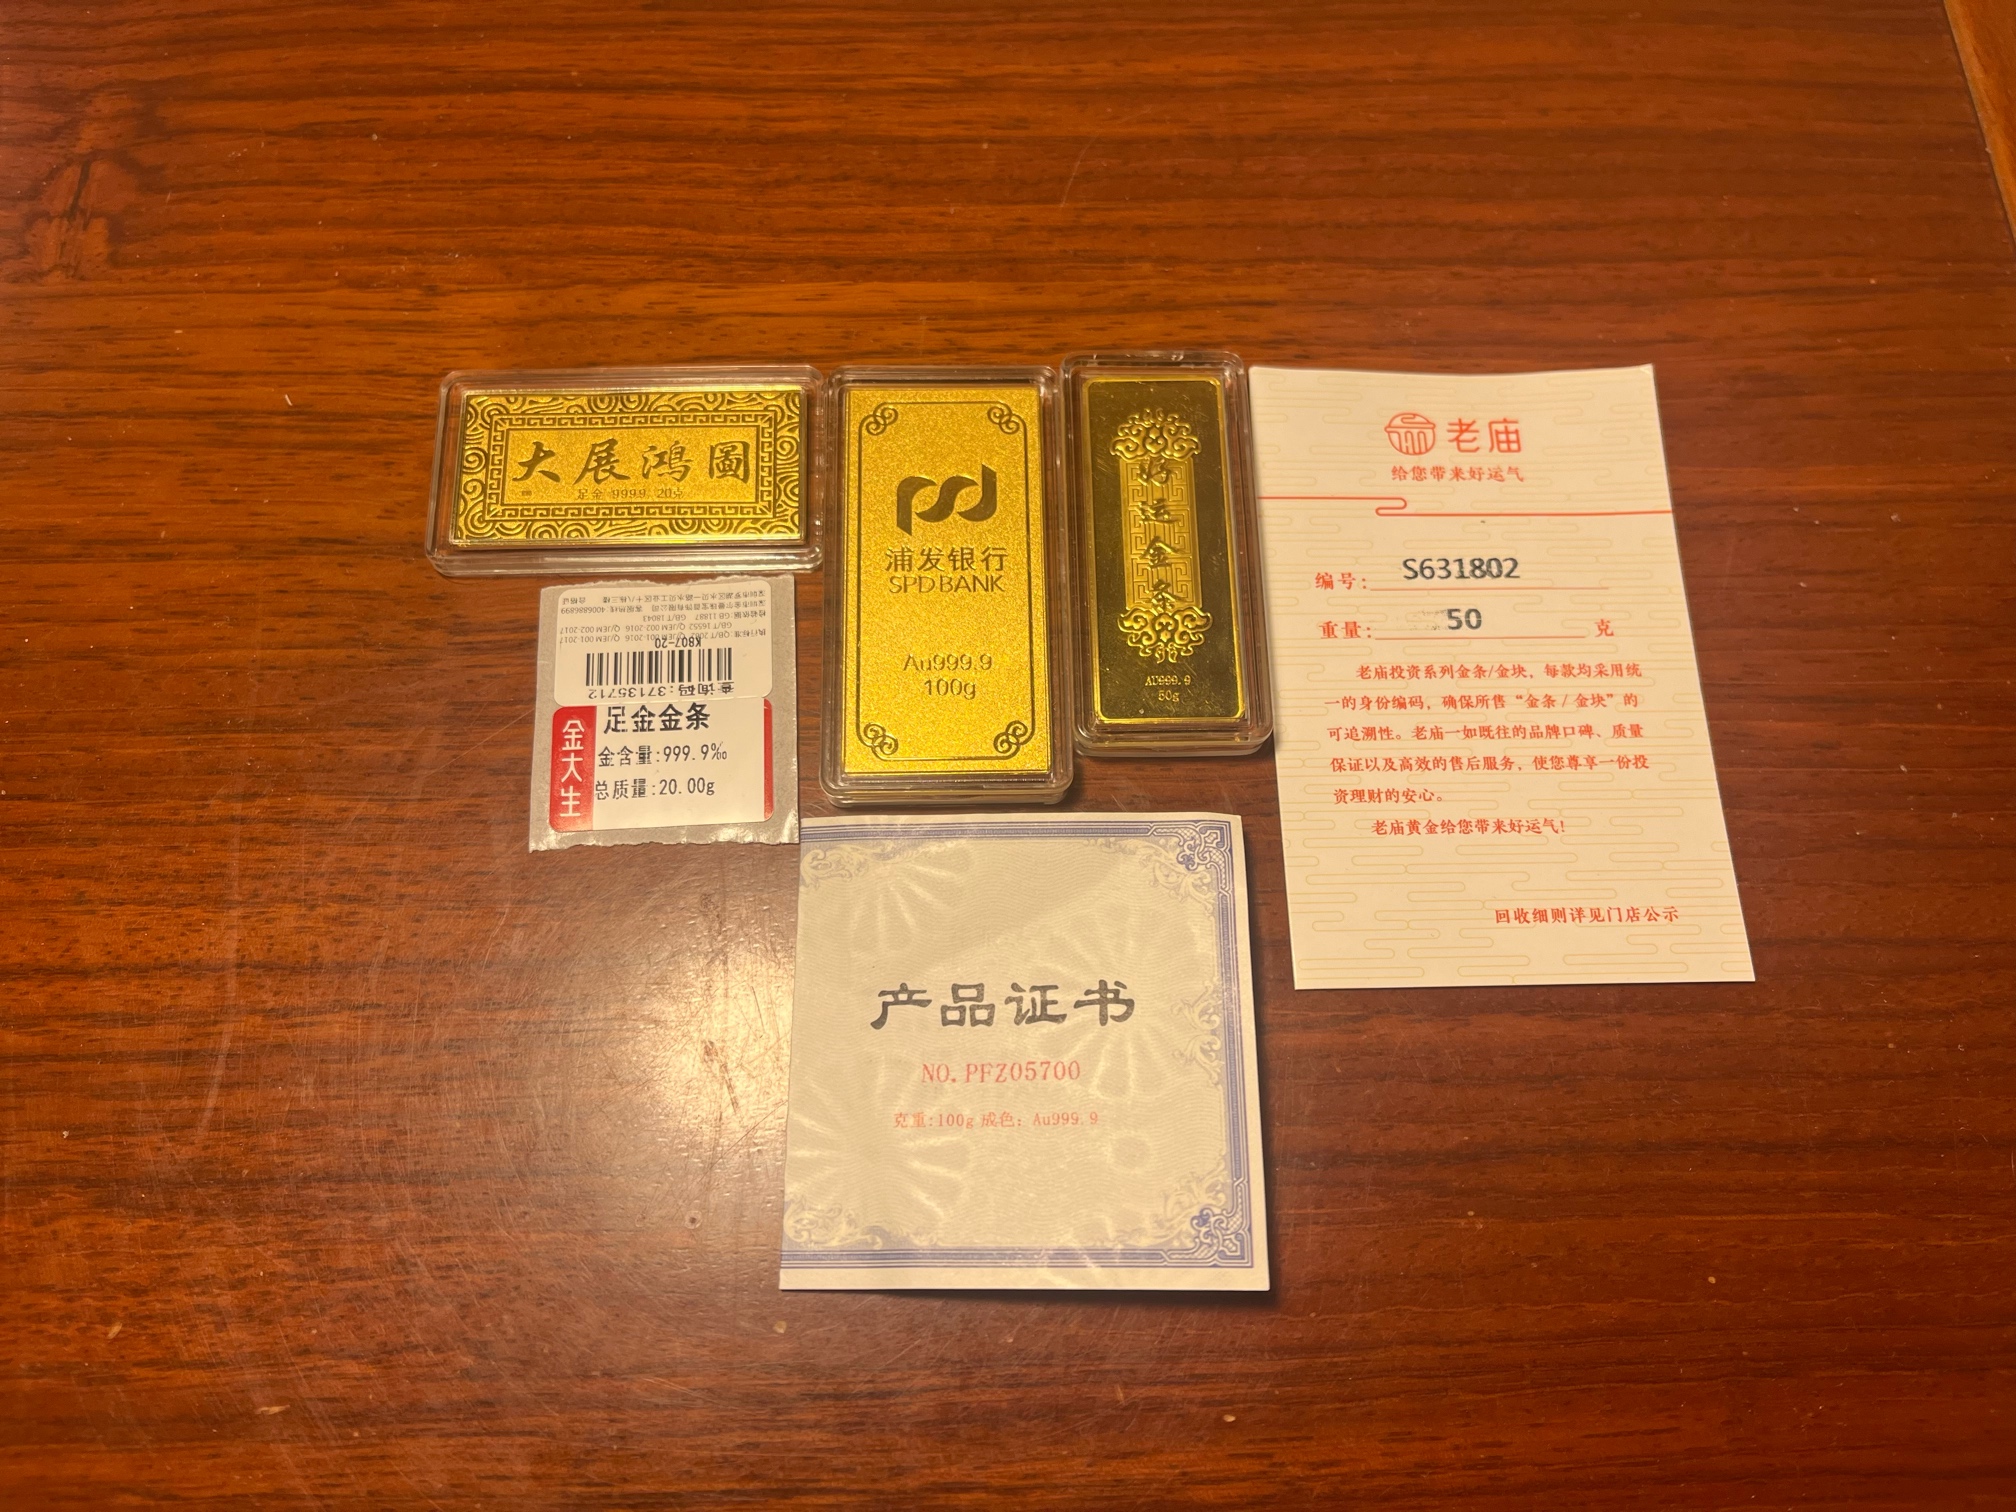 大展鴻圖
足金 9999 20克
浦发银行
SPD BANK
Au999.9
100g
好
运
金
条
AU999.9
50g
老庙
给您带来好运气
编号: S631802
重量: 50 克
老庙投资系列金条/金块，每款均采用统
一的身份编码，确保所售“金条/金块”的
可追溯性。老庙一如既往的品牌口碑、质量
保证以及高效的售后服务，使您尊享一份投
资理财的安心。
老庙黄金给您带来好运气!
回收细则详见门店公示
查询码:37135712
K807-20
足金金条
金大生
金含量:999.9‰
总质量:20.00g
产品证书
NO.PFZ05700
克重:100g 成色: Au999.9